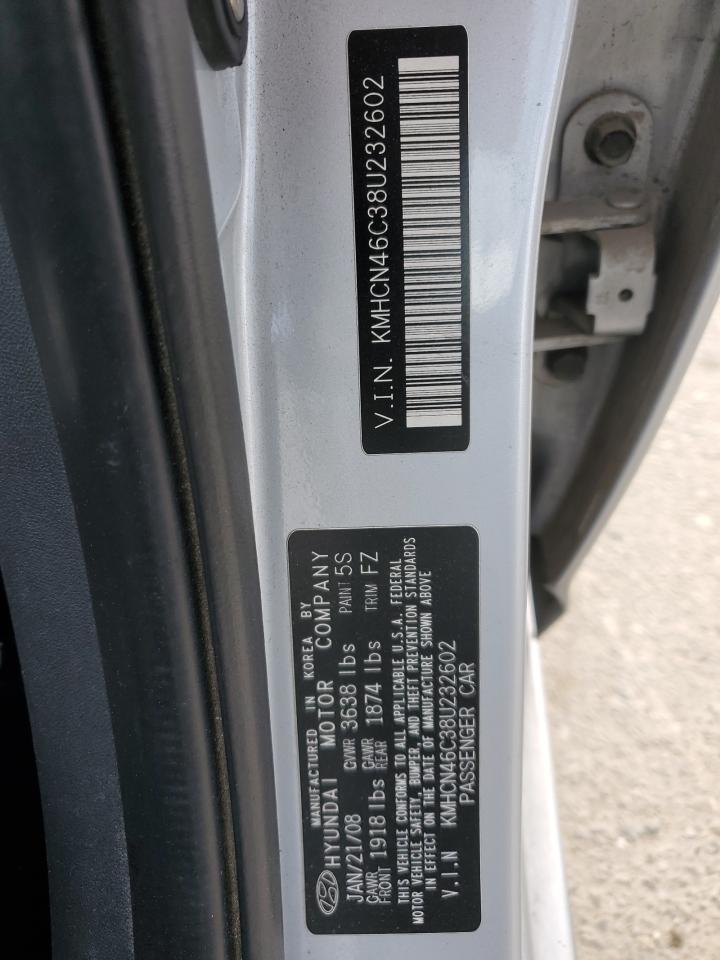 V.I.N. KMHCN46C38U232602
MANUFACTURED IN KOREA BY
HYUNDAI MOTOR COMPANY
JAN/21/08 GVWR 3638 lbs PAINT 5S
GAWR FRONT 1918 lbs GAWR REAR 1874 lbs TRIM FZ
THIS VEHICLE CONFORMS TO ALL APPLICABLE U.S.A. FEDERAL
MOTOR VEHICLE SAFETY, BUMPER, AND THEFT PREVENTION STANDARDS
IN EFFECT ON THE DATE OF MANUFACTURE SHOWN ABOVE
V.I.N KMHCN46C38U232602
PASSENGER CAR